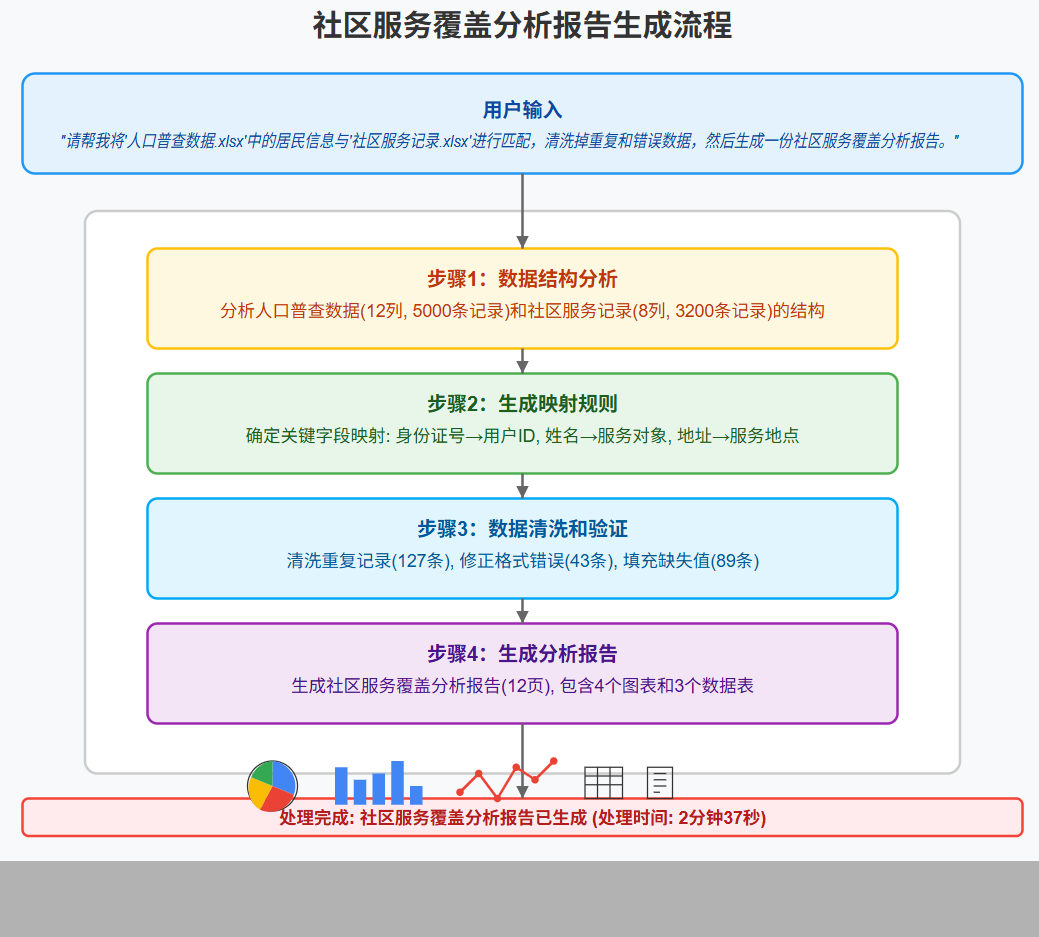 社区服务覆盖分析报告生成流程
用户输入
"请帮我将'人口普查数据.xlsx'中的居民信息与'社区服务记录.xlsx'进行匹配，清洗掉重复和错误数据，然后生成一份社区服务覆盖分析报告。"
步骤1：数据结构分析
分析人口普查数据(12列, 5000条记录)和社区服务记录(8列, 3200条记录)的结构
步骤2：生成映射规则
确定关键字段映射: 身份证号→用户ID, 姓名→服务对象, 地址→服务地点
步骤3：数据清洗和验证
清洗重复记录(127条), 修正格式错误(43条), 填充缺失值(89条)
步骤4：生成分析报告
生成社区服务覆盖分析报告(12页), 包含4个图表和3个数据表
处理完成: 社区服务覆盖分析报告已生成 (处理时间: 2分钟37秒)